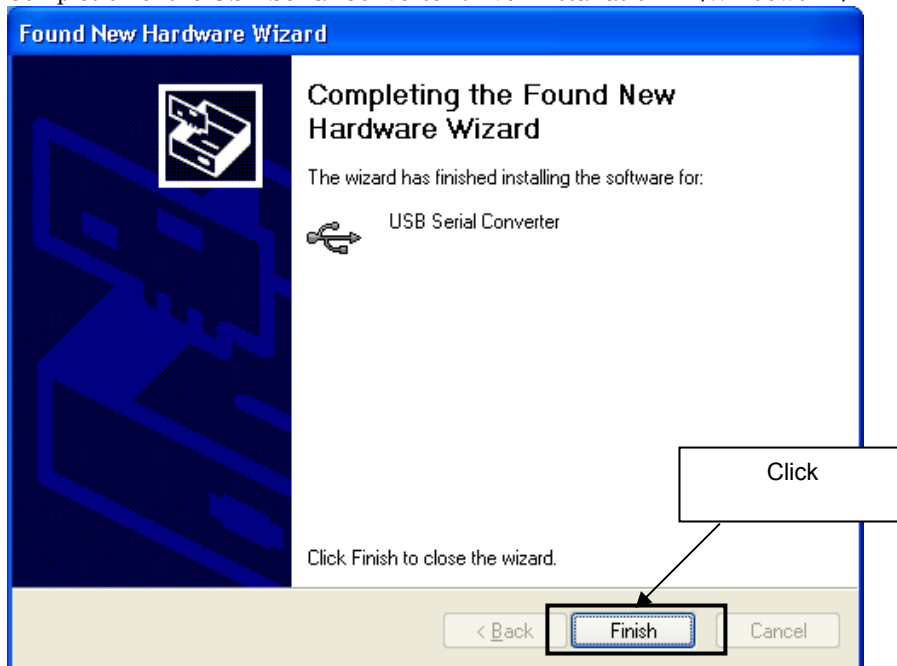 Found New Hardware Wizard
Completing the Found New
Hardware Wizard
The wizard has finished installing the software for:
USB Serial Converter
Click
Click Finish to close the wizard.
< Back
Finish
Cancel